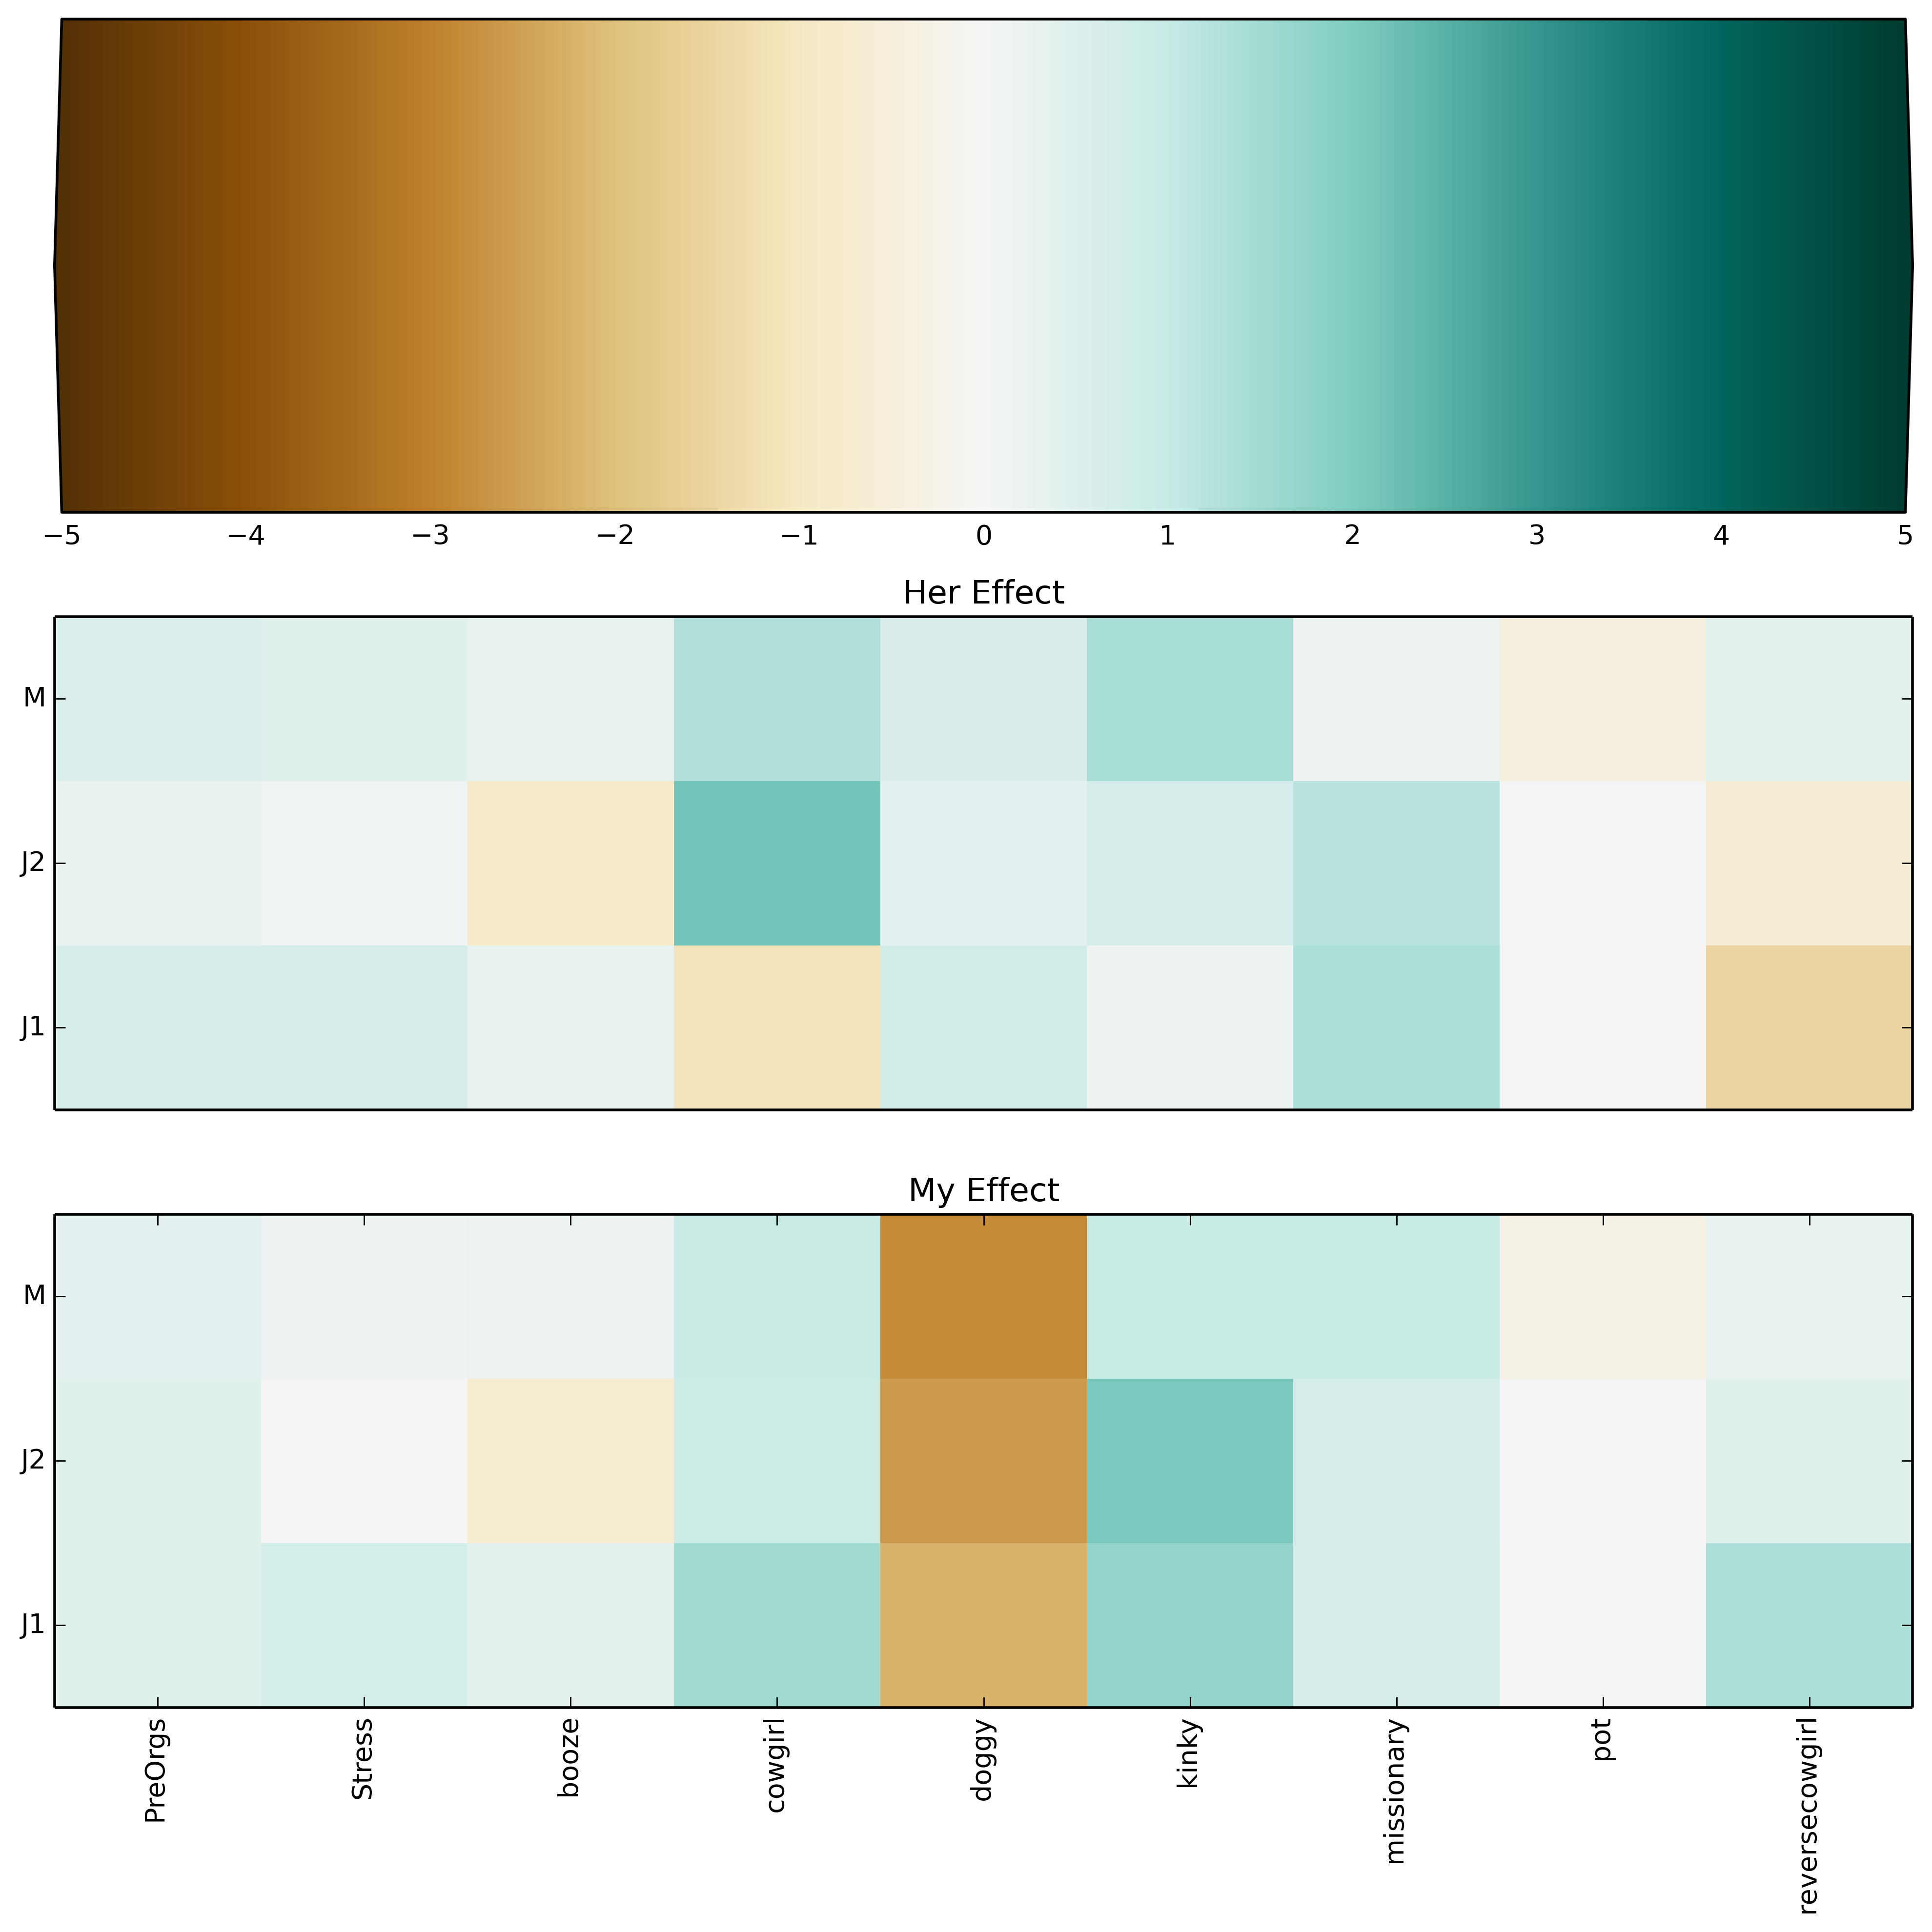 −5 −4 −3 −2 −1 0 1 2 3 4 5
Her Effect
M
J2
J1
My Effect
M
J2
J1
PreOrgs
Stress
booze
cowgirl
doggy
kinky
missionary
pot
reversecowgirl